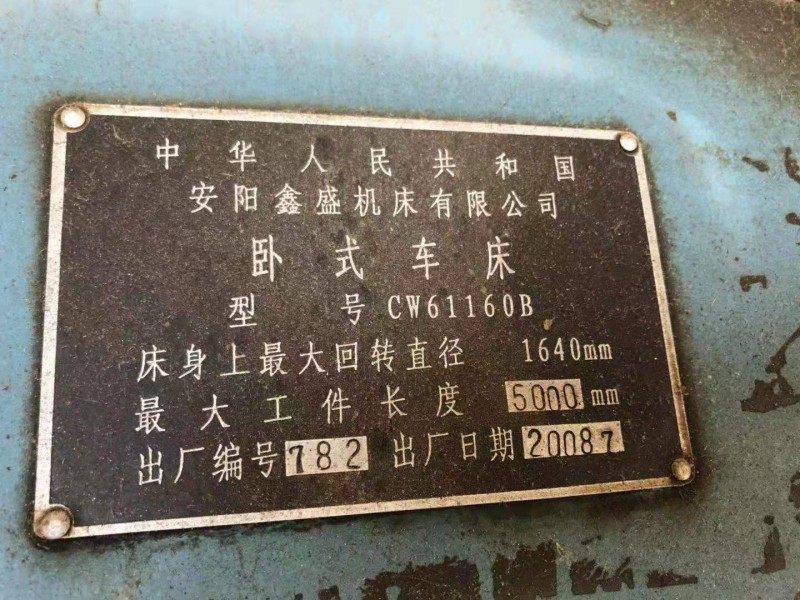 中华人民共和国
安阳鑫盛机床有限公司
卧式车床
型号 CW61160B
床身上最大回转直径 1640mm
最大工件长度 5000 mm
出厂编号 782 出厂日期 20087